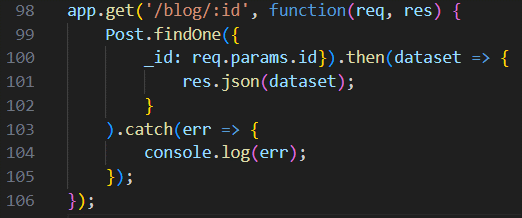 98 app.get('/blog/:id', function(req, res) {
99     Post.findOne({
100         _id: req.params.id}).then(dataset => {
101             res.json(dataset);
102         }
103     ).catch(err => {
104         console.log(err);
105     });
106 });